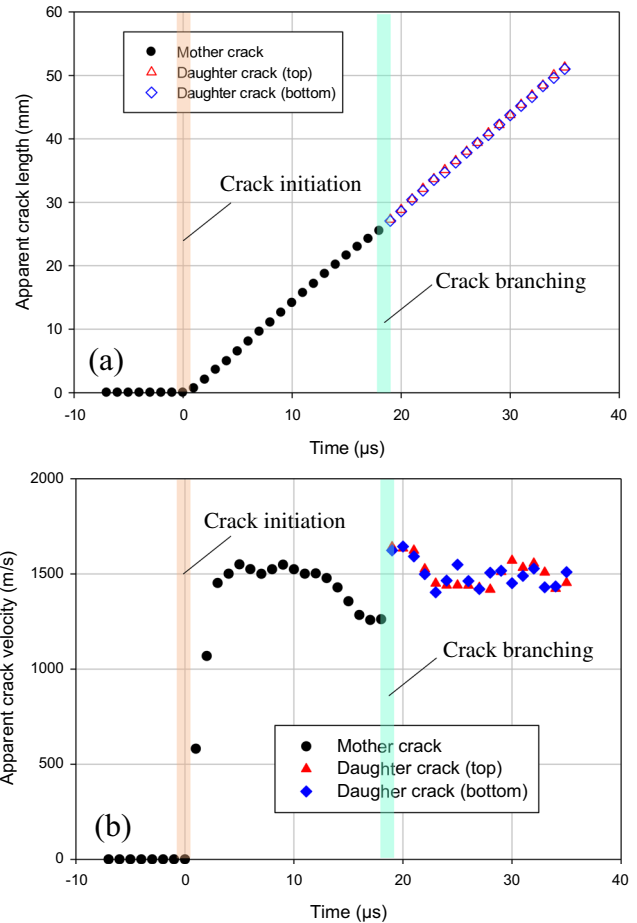 60
50
40
30
20
10
0
Apparent crack length (mm)
Mother crack
Daughter crack (top)
Daughter crack (bottom)
Crack initiation
Crack branching
(a)
-10 0 10 20 30 40
Time (µs)
2000
1500
1000
500
0
Apparent crack velocity (m/s)
Crack initiation
Crack branching
Mother crack
Daughter crack (top)
Daugher crack (bottom)
(b)
-10 0 10 20 30 40
Time (µs)